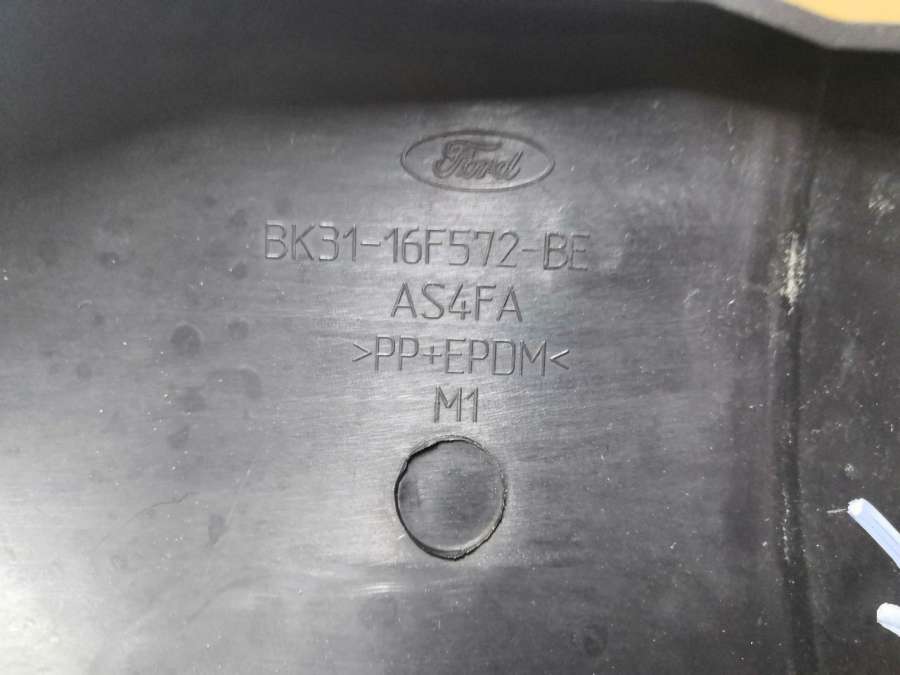 Ford
BK31-16F572-BE
AS4FA
>PP+EPDM<
M1